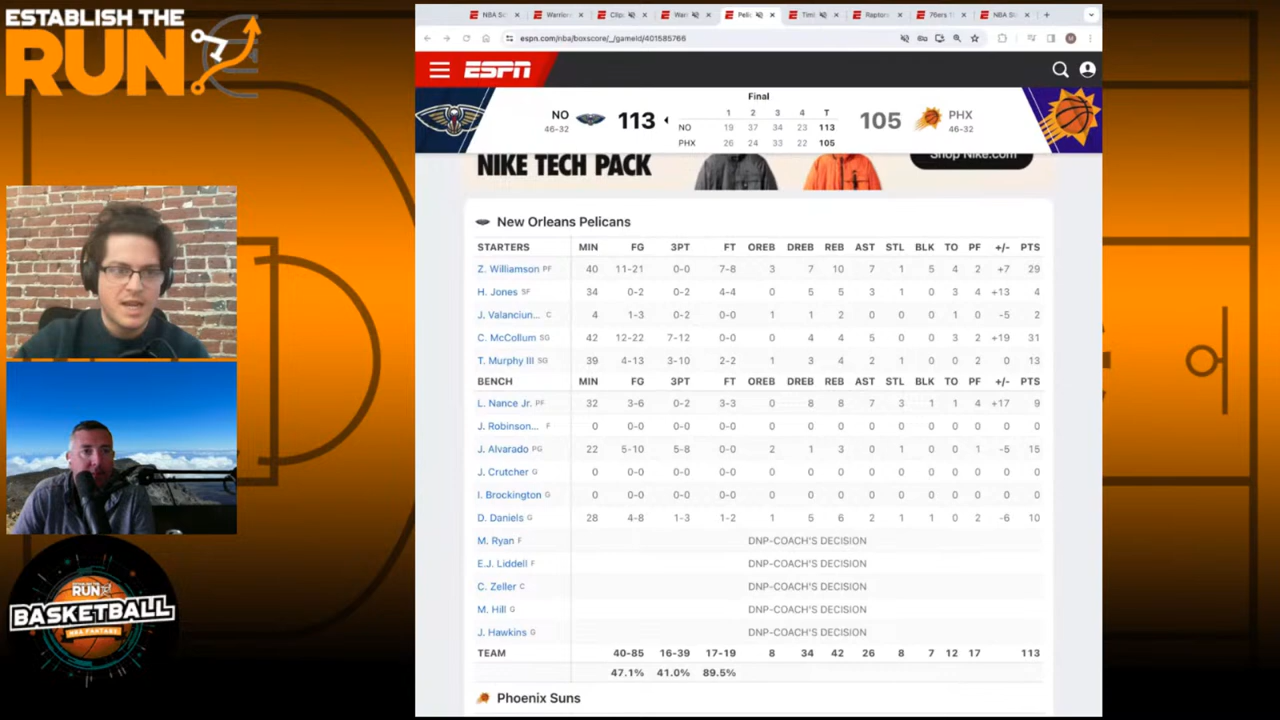 ESTABLISH THE
RUN
NBA Sc
Warriors
Clip
Warr
Peli
Timb
Raptors
76ers
NBA St
espn.com/nba/boxscore/_/gameId/401585766
ESPN
NO
46-32
113
Final
1 2 3 4 T
NO 19 37 34 23 113
PHX 26 24 33 22 105
105
PHX
46-32
NIKE TECH PACK
Shop Nike.com
New Orleans Pelicans
STARTERS MIN FG 3PT FT OREB DREB REB AST STL BLK TO PF +/- PTS
Z. Williamson PF 40 11-21 0-0 7-8 3 7 10 7 1 5 4 2 +7 29
H. Jones SF 34 0-2 0-2 4-4 0 5 5 3 1 0 3 4 +13 4
J. Valanciun... C 4 1-3 0-2 0-0 1 1 2 0 0 0 1 0 -5 2
C. McCollum SG 42 12-22 7-12 0-0 0 4 4 5 0 0 3 2 +19 31
T. Murphy III SG 39 4-13 3-10 2-2 1 3 4 2 1 0 0 2 0 13
BENCH MIN FG 3PT FT OREB DREB REB AST STL BLK TO PF +/- PTS
L. Nance Jr. PF 32 3-6 0-2 3-3 0 8 8 7 3 1 1 4 +17 9
J. Robinson... F 0 0-0 0-0 0-0 0 0 0 0 0 0 0 0 0 0
J. Alvarado PG 22 5-10 5-8 0-0 2 1 3 0 1 0 0 1 -5 15
J. Crutcher G 0 0-0 0-0 0-0 0 0 0 0 0 0 0 0 0 0
I. Brockington G 0 0-0 0-0 0-0 0 0 0 0 0 0 0 0 0 0
D. Daniels G 28 4-8 1-3 1-2 1 5 6 2 1 1 0 2 -6 10
M. Ryan F DNP-COACH'S DECISION
E.J. Liddell F DNP-COACH'S DECISION
C. Zeller C DNP-COACH'S DECISION
M. Hill G DNP-COACH'S DECISION
J. Hawkins G DNP-COACH'S DECISION
TEAM 40-85 16-39 17-19 8 34 42 26 8 7 12 17 113
47.1% 41.0% 89.5%
Phoenix Suns
ESTABLISH THE
RUN
BASKETBALL
NBA FANTASY